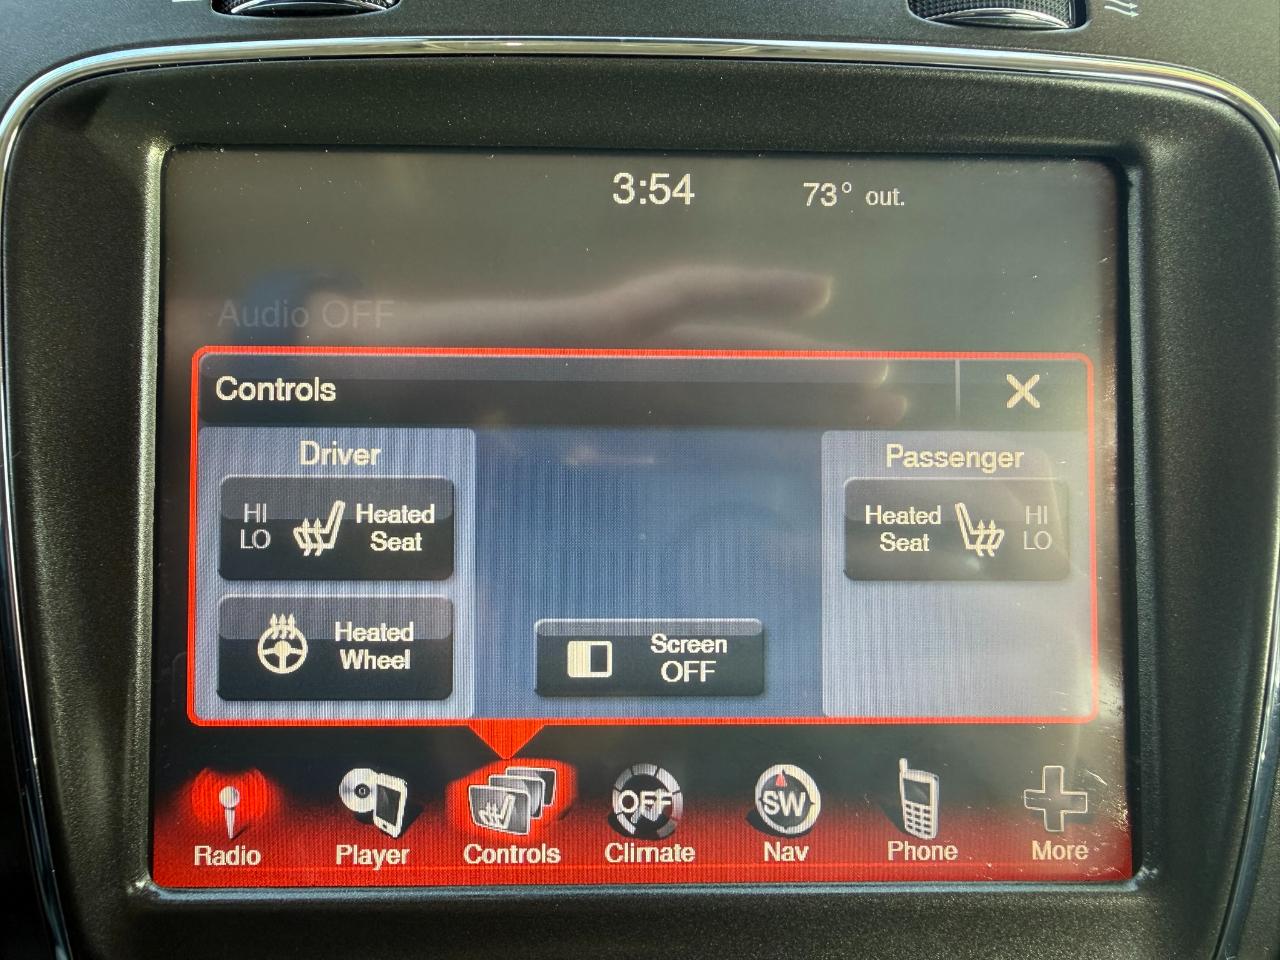 3:54
73° out.
Audio OFF
Controls
Driver
Passenger
HI
LO
Heated
Seat
Heated
Seat
HI
LO
Heated
Wheel
Screen
OFF
OFF
SW
Radio
Player
Controls
Climate
Nav
Phone
More